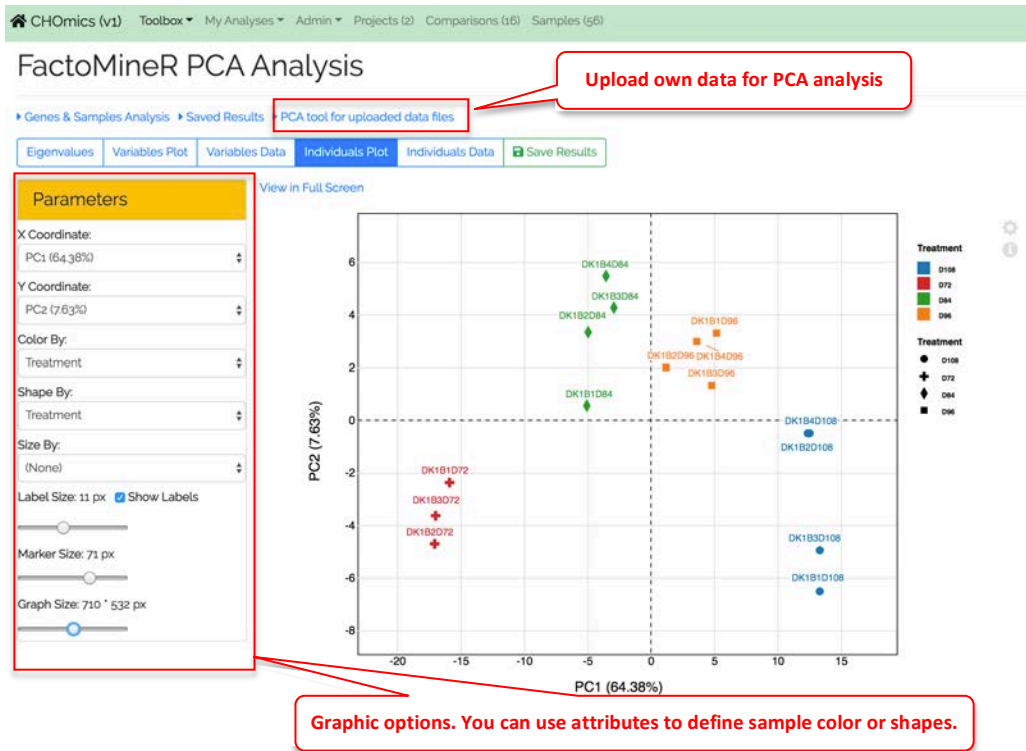 CHOmics (v1) Toolbox My Analyses Admin Projects (2) Comparisons (16) Samples (56)
FactoMineR PCA Analysis
Upload own data for PCA analysis
Genes & Samples Analysis Saved Results PCA tool for uploaded data files
Eigenvalues Variables Plot Variables Data Individuals Plot Individuals Data Save Results
View in Full Screen
Parameters
X Coordinate:
PC1 (64.38%)
Y Coordinate:
PC2 (7.63%)
Color By:
Treatment
Shape By:
Treatment
Size By:
(None)
Label Size: 11 px Show Labels
Marker Size: 71 px
Graph Size: 710 * 532 px
PC2 (7.63%)
6
4
2
0
-2
-4
-6
-8
DK1B4D84
DK1B3D84
DK1B2D84
DK1B1D84
DK1B1D96
DK1B2D96 DK1B4D96
DK1B3D96
DK1B4D108
DK1B2D108
DK1B1D72
DK1B3D72
DK1B2D72
DK1B3D108
DK1B1D108
-20 -15 -10 -5 0 5 10 15
PC1 (64.38%)
Treatment
D108
D72
D84
D96
Treatment
D108
D72
D84
D96
Graphic options. You can use attributes to define sample color or shapes.